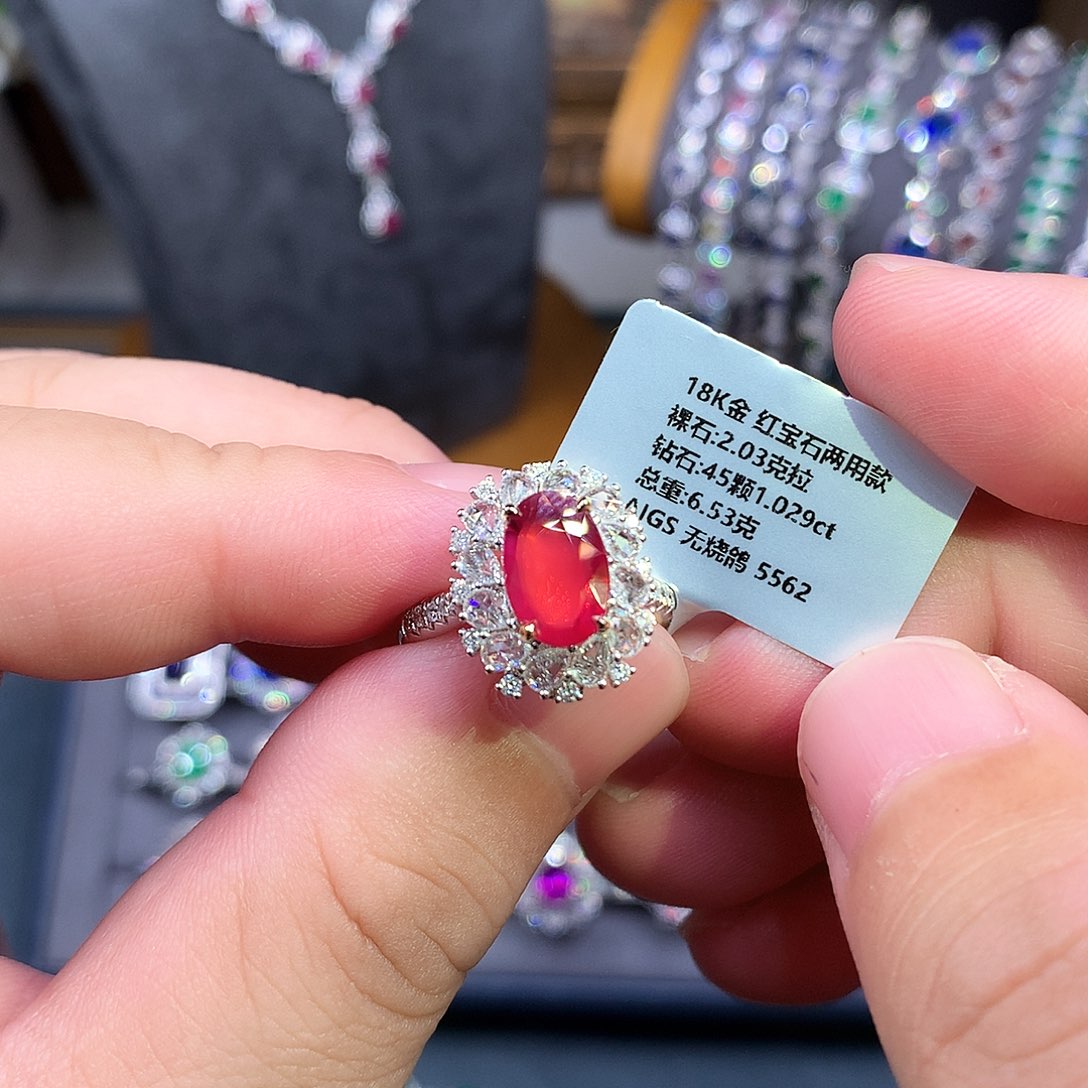 18K金 红宝石两用款
裸石:2.03克拉
钻石:45颗1.029ct
总重:6.53克
AIGS 无烧鸽 5562